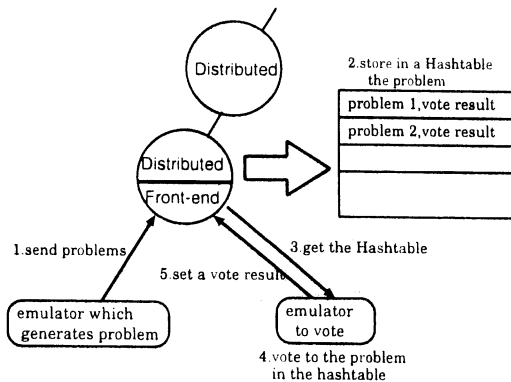 Distributed
2.store in a Hashtable
the problem
problem 1,vote result
problem 2,vote result
Distributed
Front-end
1.send problems
3.get the Hashtable
5.set a vote result
emulator which
generates problem
emulator
to vote
4.vote to the problem
in the hashtable